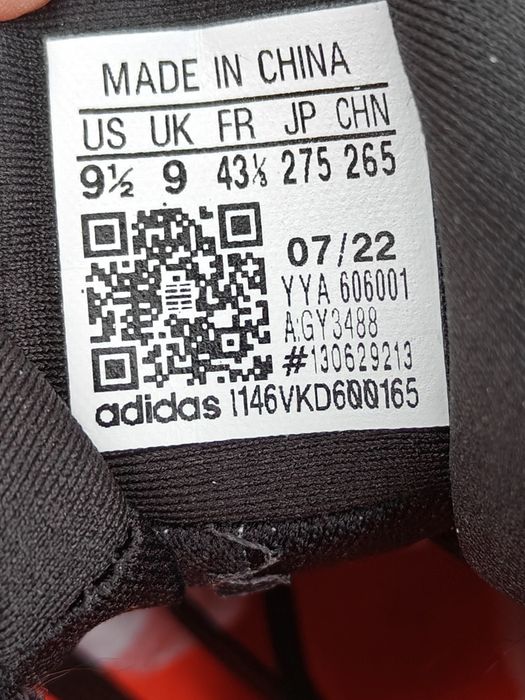 MADE IN CHINA
US UK FR JP CHN
9½ 9 43⅓ 275 265
07/22
YYA 606001
A:GY3488
#130629213
adidas 1146VKD600165